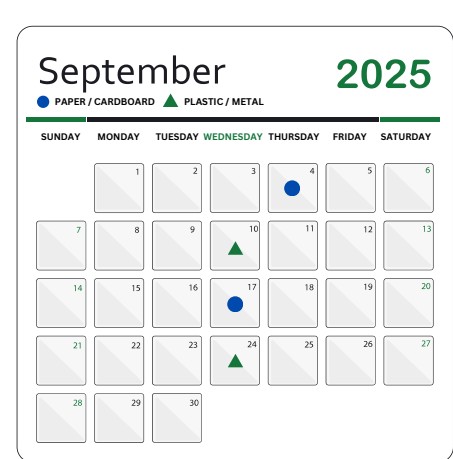 September 2025
PAPER / CARDBOARD PLASTIC / METAL
SUNDAY MONDAY TUESDAY WEDNESDAY THURSDAY FRIDAY SATURDAY
1 2 3 4 5 6
7 8 9 10 11 12 13
14 15 16 17 18 19 20
21 22 23 24 25 26 27
28 29 30